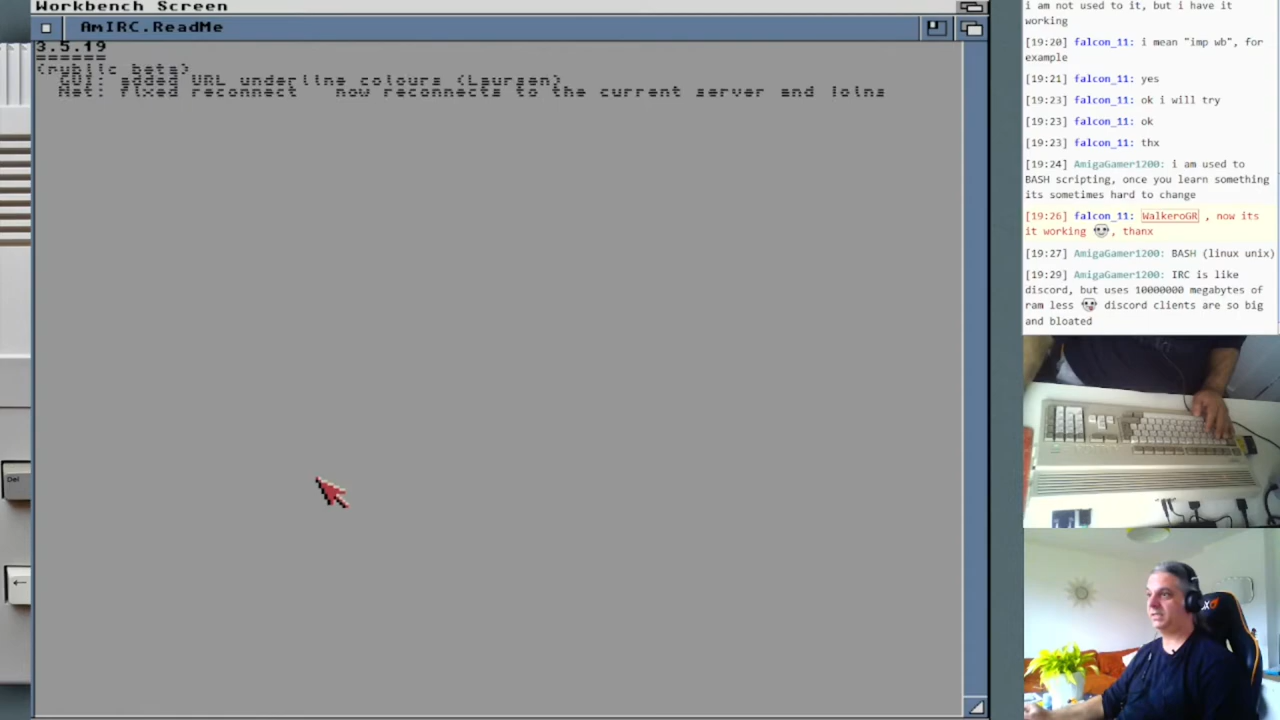 Workbench Screen
AmIRC.ReadMe
3.5.19
======
(public beta)
GUI: added URL underline colours (Laursen)
Net: fixed reconnect now reconnects to the current server and joins
Del
←
i am not used to it, but i have it
working
[19:20] falcon_11: i mean "imp wb", for
example
[19:21] falcon_11: yes
[19:23] falcon_11: ok i will try
[19:23] falcon_11: ok
[19:23] falcon_11: thx
[19:24] AmigaGamer1200: i am used to
BASH scripting, once you learn something
its sometimes hard to change
[19:26] falcon_11: WalkeroGR , now its
it working , thanx
[19:27] AmigaGamer1200: BASH (linux unix)
[19:29] AmigaGamer1200: IRC is like
discord, but uses 10000000 megabytes of
ram less discord clients are so big
and bloated